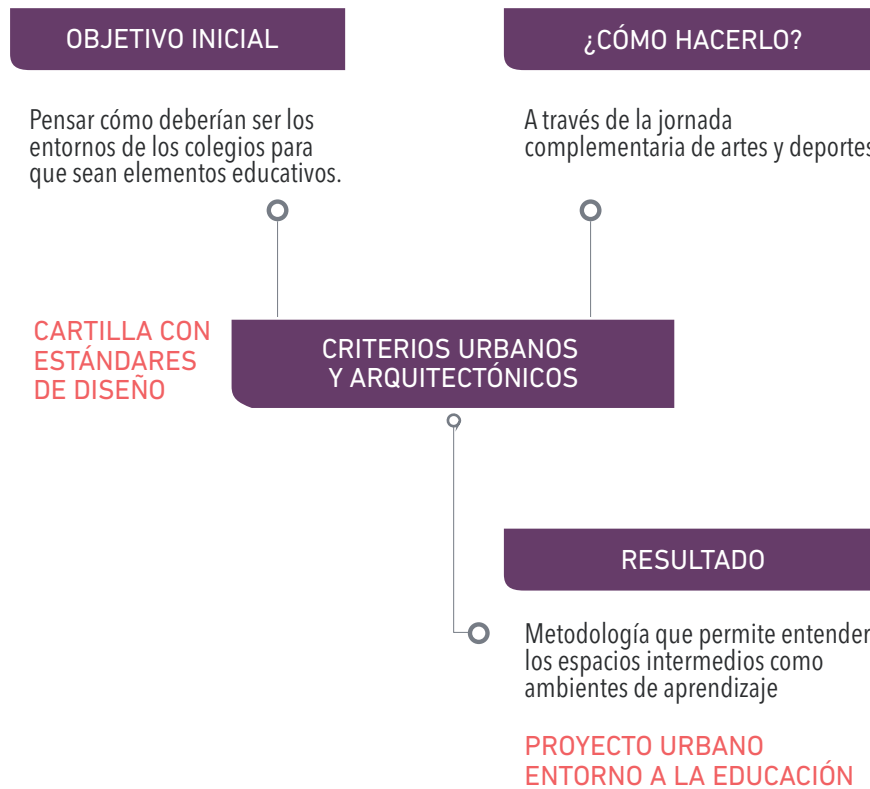 OBJETIVO INICIAL
Pensar cómo deberían ser los
entornos de los colegios para
que sean elementos educativos.
¿CÓMO HACERLO?
A través de la jornada
complementaria de artes y deportes
CARTILLA CON
ESTÁNDARES
DE DISEÑO
CRITERIOS URBANOS
Y ARQUITECTÓNICOS
RESULTADO
Metodología que permite entender
los espacios intermedios como
ambientes de aprendizaje
PROYECTO URBANO
ENTORNO A LA EDUCACIÓN